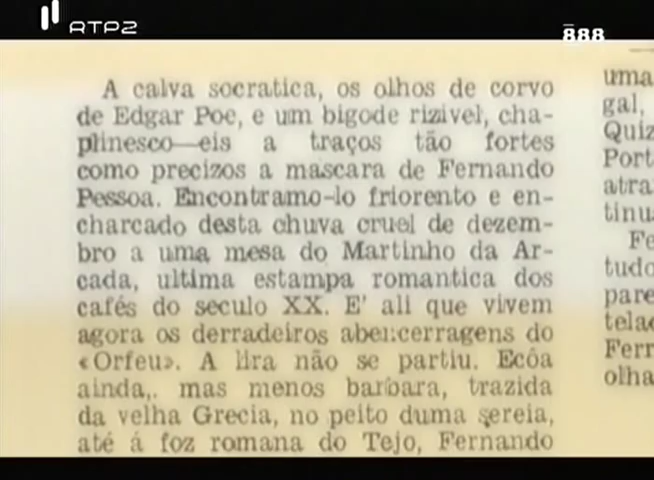 RTP2
888
A calva socratica, os olhos de corvo
de Edgar Poe, e um bigode rizivel, cha-
plinesco—eis a traços tão fortes
como precizos a mascara de Fernando
Pessoa. Encontramo-lo friorento e en-
charcado desta chuva cruel de dezem-
bro a uma mesa do Martinho da Ar-
cada, ultima estampa romantica dos
cafés do seculo XX. E' ali que vivem
agora os derradeiros abencerragens do
«Orfeu». A lira não se partiu. Ecôa
ainda,. mas menos barbara, trazida
da velha Grecia, no peito duma sereia,
até á foz romana do Tejo, Fernando
uma
gal,
Quiz
Port
atra
tinu
Fe
tudo
pare
telac
Ferr
olha